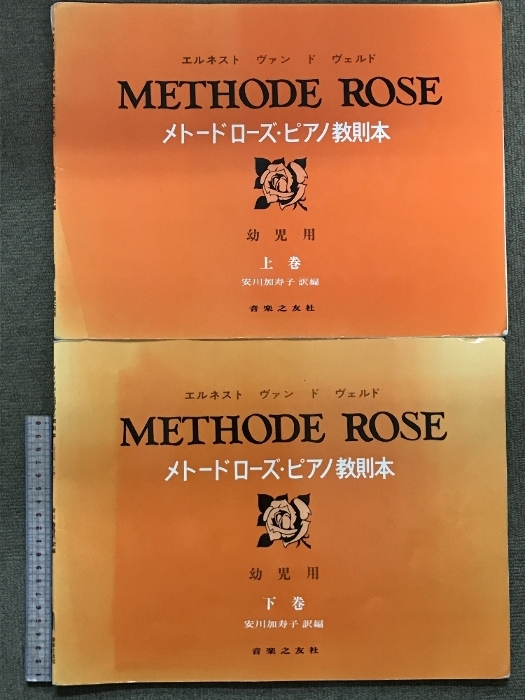 エルネスト ヴァン ド ヴェルド
METHODE ROSE
メトードローズ・ピアノ教則本
幼児用
上巻
安川加寿子 訳編
音楽之友社
エルネスト ヴァン ド ヴェルド
METHODE ROSE
メトードローズ・ピアノ教則本
幼児用
下巻
安川加寿子 訳編
音楽之友社